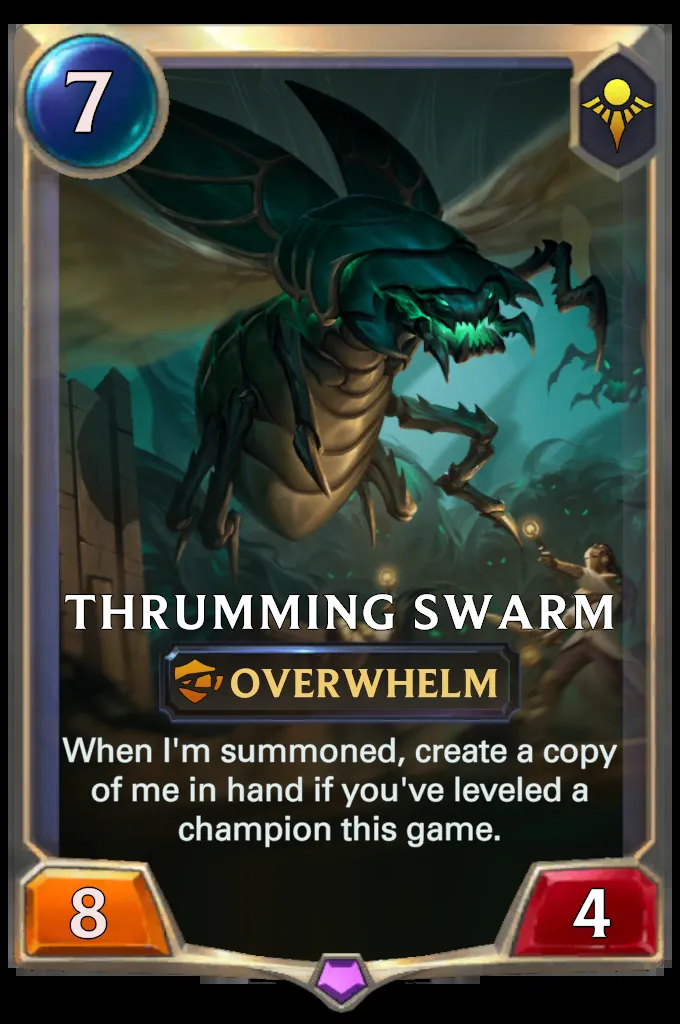 7
THRUMMING SWARM
OVERWHELM
When I'm summoned, create a copy
of me in hand if you've leveled a
champion this game.
8
4